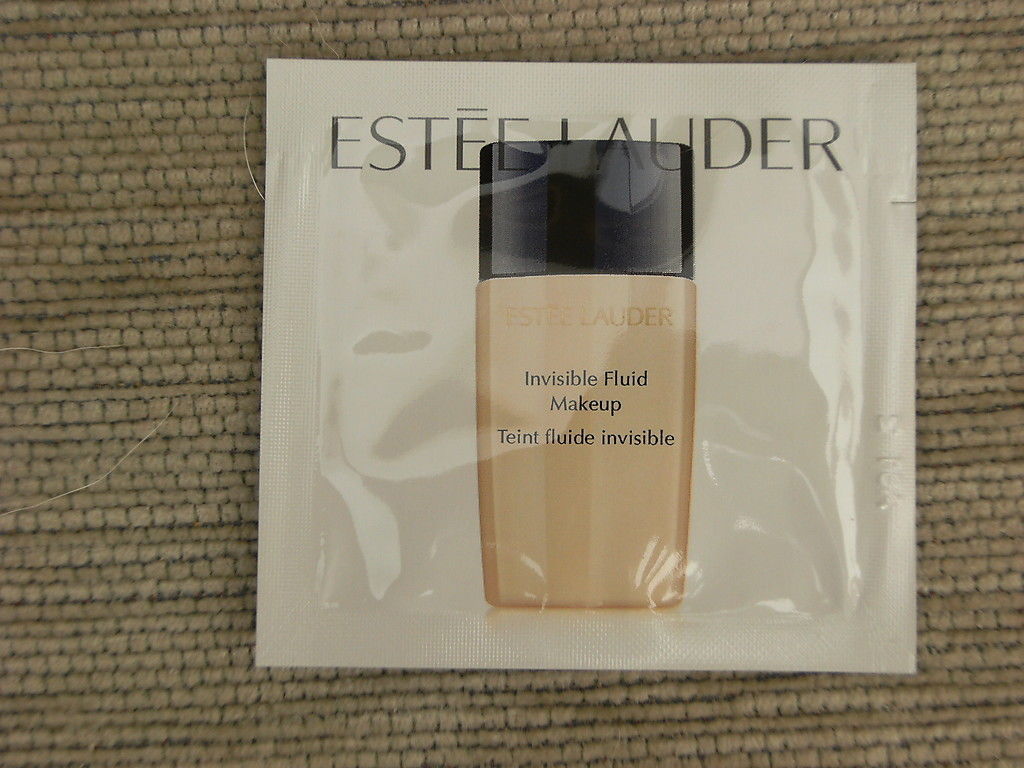 ESTĒE LAUDER
ESTĒE LAUDER
Invisible Fluid
Makeup
Teint fluide invisible